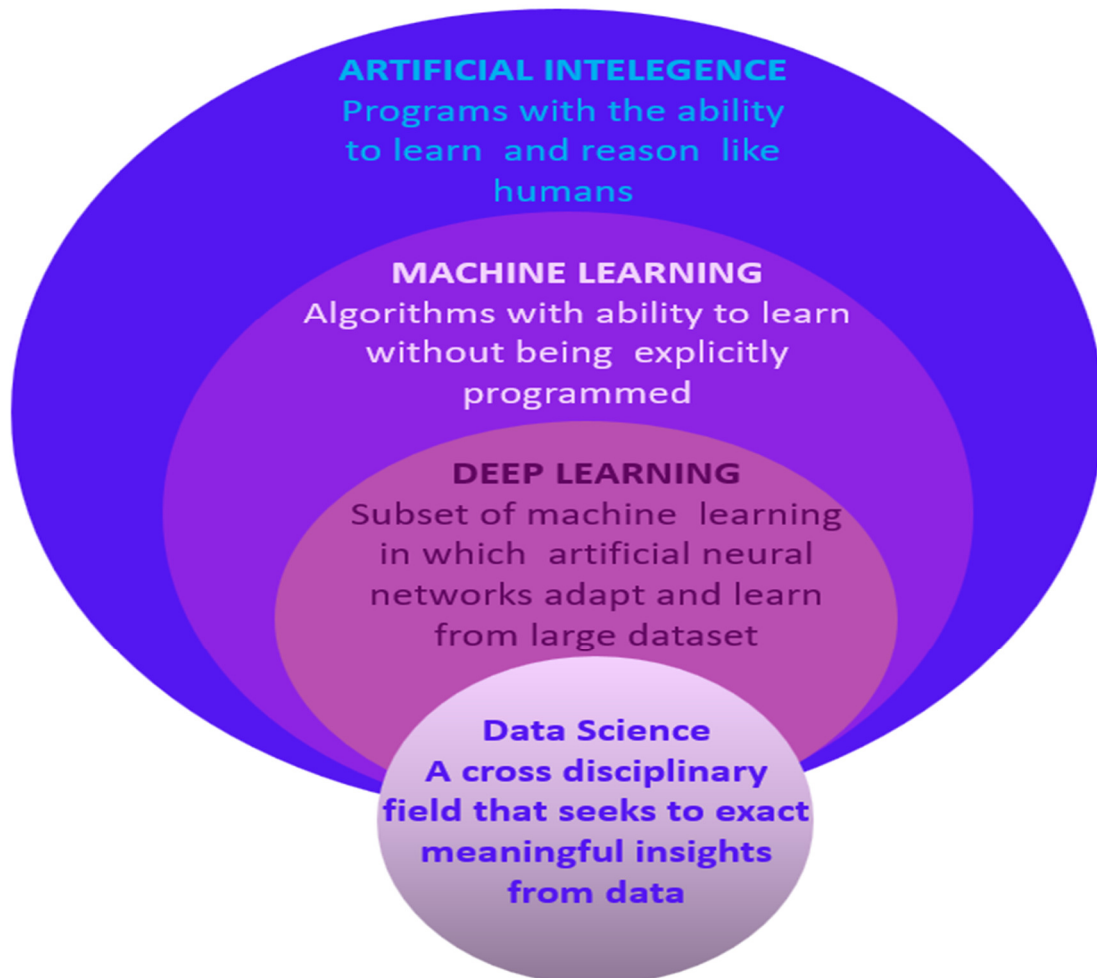 ARTIFICIAL INTELEGENCE
Programs with the ability
to learn and reason like
humans
MACHINE LEARNING
Algorithms with ability to learn
without being explicitly
programmed
DEEP LEARNING
Subset of machine learning
in which artificial neural
networks adapt and learn
from large dataset
Data Science
A cross disciplinary
field that seeks to exact
meaningful insights
from data